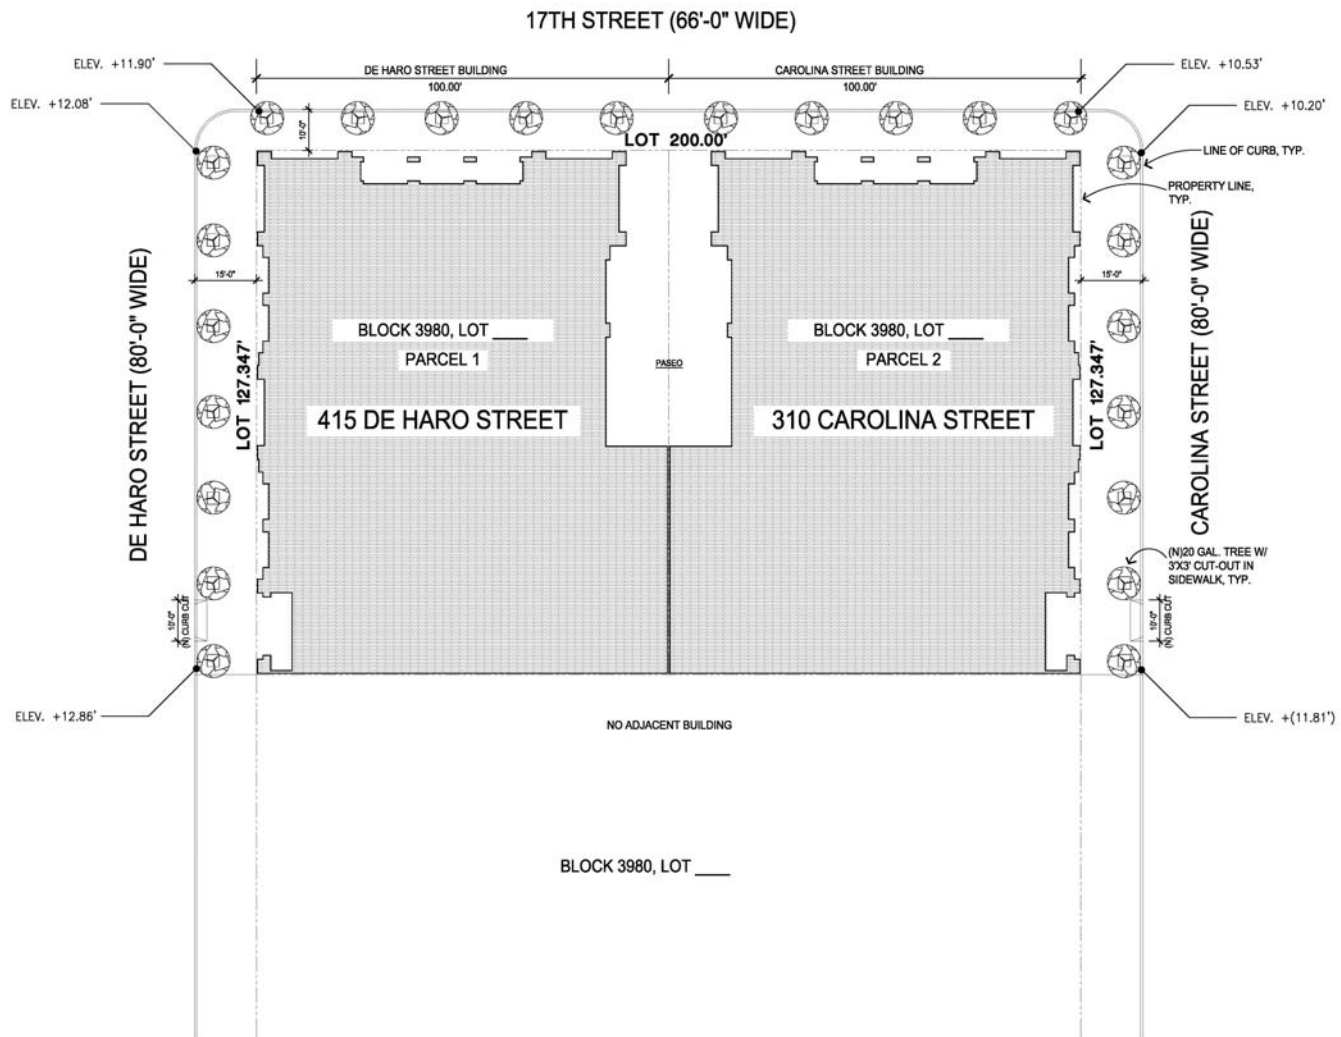 17TH STREET (66'-0" WIDE)
ELEV. +11.90'
DE HARO STREET BUILDING
CAROLINA STREET BUILDING
ELEV. +10.53'
100.00'
100.00'
ELEV. +12.08'
ELEV. +10.20'
10'-0"
LOT 200.00'
LINE OF CURB, TYP.
PROPERTY LINE,
TYP.
DE HARO STREET (80'-0" WIDE)
15'-0"
15'-0"
CAROLINA STREET (80'-0" WIDE)
BLOCK 3980, LOT ____
BLOCK 3980, LOT ____
PARCEL 1
PASEO
PARCEL 2
LOT 127.347'
LOT 127.347'
415 DE HARO STREET
310 CAROLINA STREET
(N)20 GAL. TREE W/
3'X3' CUT-OUT IN
SIDEWALK, TYP.
10'-0"
(N) CURB CUT
10'-0"
(N) CURB CUT
ELEV. +12.86'
ELEV. +(11.81')
NO ADJACENT BUILDING
BLOCK 3980, LOT ____